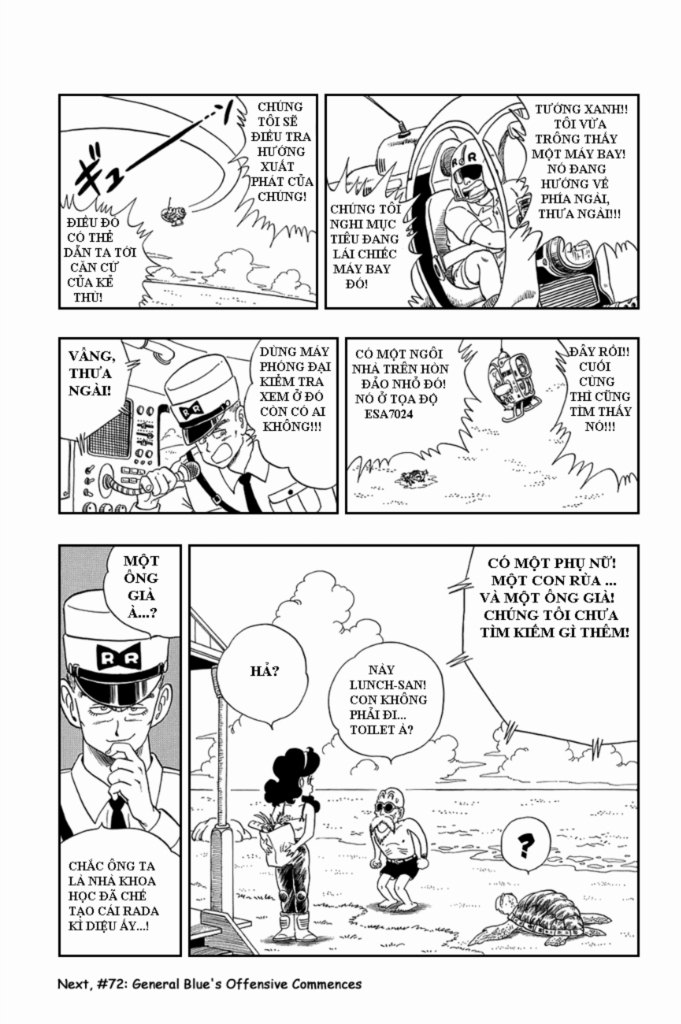 TƯỚNG XANH!!
TÔI VỪA
TRÔNG THẤY
MỘT MÁY BAY!
NÓ ĐANG
HƯỚNG VỀ
PHÍA NGÀI,
THƯA NGÀI!!!
CHÚNG TÔI
NGHI MỤC
TIÊU ĐANG
LÁI CHIẾC
MÁY BAY
ĐÓ!
RR
CHÚNG
TÔI SẼ
ĐIỀU TRA
HƯỚNG
XUẤT
PHÁT CỦA
CHÚNG!
ギュー
ĐIỀU ĐÓ
CÓ THỂ
DẪN TA TỚI
CĂN CỨ
CỦA KẺ
THÙ!
ĐÂY RỒI!!
CUỐI
CÙNG
THÌ CŨNG
TÌM THẤY
NÓ!!!
CÓ MỘT NGÔI
NHÀ TRÊN HÒN
ĐẢO NHỎ ĐÓ!
NÓ Ở TỌA ĐỘ
ESA7024
DÙNG MÁY
PHÓNG ĐẠI
KIỂM TRA
XEM Ở ĐÓ
CÒN CÓ AI
KHÔNG!!!
RR
VÂNG,
THƯA
NGÀI!
CÓ MỘT PHỤ NỮ!
MỘT CON RÙA ...
VÀ MỘT ÔNG GIÀ!
CHÚNG TÔI CHƯA
TÌM KIẾM GÌ THÊM!
NÀY
LUNCH-SAN!
CON KHÔNG
PHẢI ĐI...
TOILET À?
HẢ?
?
MỘT
ÔNG
GIÀ
À...?
RR
CHẮC ÔNG TA
LÀ NHÀ KHOA
HỌC ĐÃ CHẾ
TẠO CÁI RADA
KÌ DIỆU ẤY...!
Next, #72: General Blue's Offensive Commences